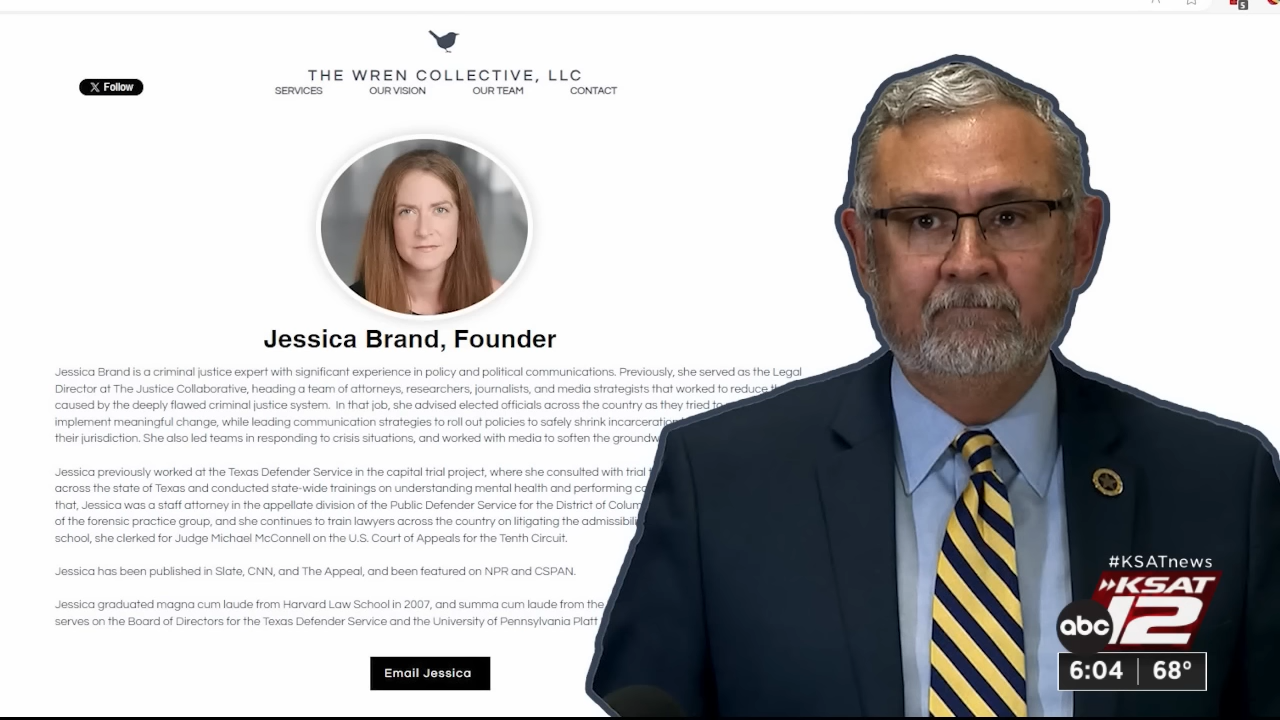 5
THE WREN COLLECTIVE, LLC
X Follow
SERVICES OUR VISION OUR TEAM CONTACT
Jessica Brand, Founder
Jessica Brand is a criminal justice expert with significant experience in policy and political communications. Previously, she served as the Legal
Director at The Justice Collaborative, heading a team of attorneys, researchers, journalists, and media strategists that worked to reduce
caused by the deeply flawed criminal justice system. In that job, she advised elected officials across the country as they tried to
implement meaningful change, while leading communication strategies to roll out policies to safely shrink incarceration
their jurisdiction. She also led teams in responding to crisis situations, and worked with media to soften the groundw
Jessica previously worked at the Texas Defender Service in the capital trial project, where she consulted with trial
across the state of Texas and conducted state-wide trainings on understanding mental health and performing
that, Jessica was a staff attorney in the appellate division of the Public Defender Service for the District of Colum
of the forensic practice group, and she continues to train lawyers across the country on litigating the admissibili
school, she clerked for Judge Michael McConnell on the U.S. Court of Appeals for the Tenth Circuit.
Jessica has been published in Slate, CNN, and The Appeal, and been featured on NPR and CSPAN.
Jessica graduated magna cum laude from Harvard Law School in 2007, and summa cum laude from the
serves on the Board of Directors for the Texas Defender Service and the University of Pennsylvania Platt
Email Jessica
#KSATnews
KSAT
abc 12
6:04 68°